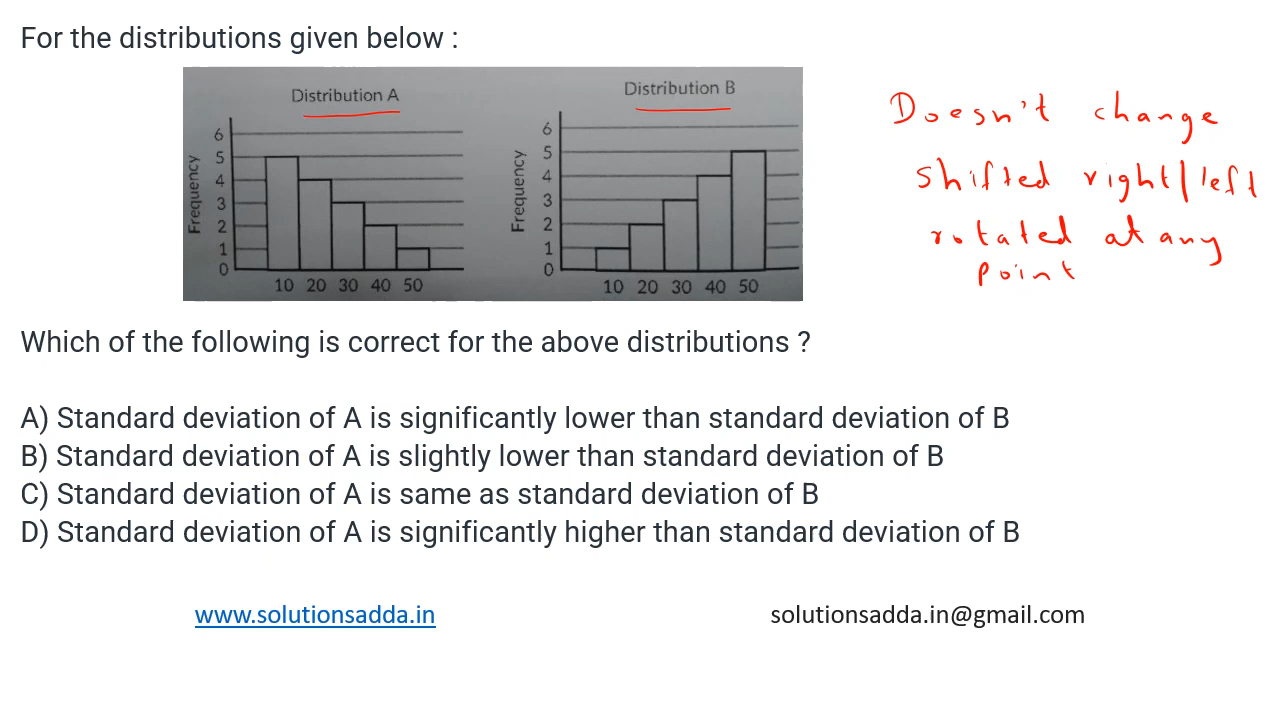 For the distributions given below :
Distribution A
Distribution B
Doesn't change
shifted right/left
rotated at any
point
6
5
4
3
2
1
0
Frequency
10 20 30 40 50
6
5
4
3
2
1
0
Frequency
10 20 30 40 50
Which of the following is correct for the above distributions ?
A) Standard deviation of A is significantly lower than standard deviation of B
B) Standard deviation of A is slightly lower than standard deviation of B
C) Standard deviation of A is same as standard deviation of B
D) Standard deviation of A is significantly higher than standard deviation of B
www.solutionsadda.in
solutionsadda.in@gmail.com